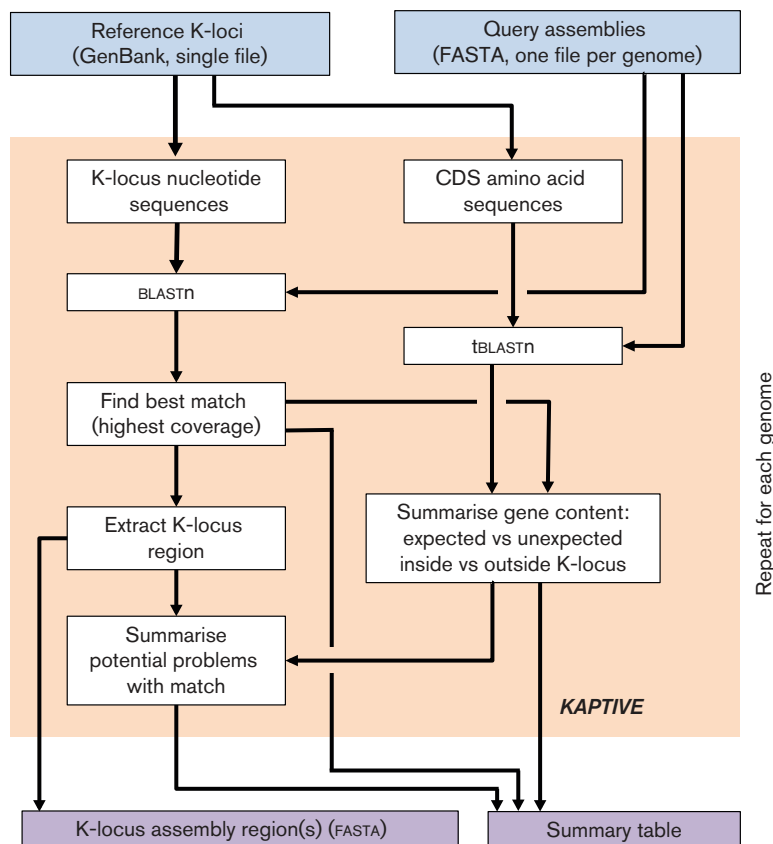 Reference K-loci
(GenBank, single file)
Query assemblies
(FASTA, one file per genome)
K-locus nucleotide
sequences
CDS amino acid
sequences
BLASTn
tBLASTn
Find best match
(highest coverage)
Extract K-locus
region
Summarise gene content:
expected vs unexpected
inside vs outside K-locus
Summarise
potential problems
with match
KAPTIVE
Repeat for each genome
K-locus assembly region(s) (FASTA)
Summary table